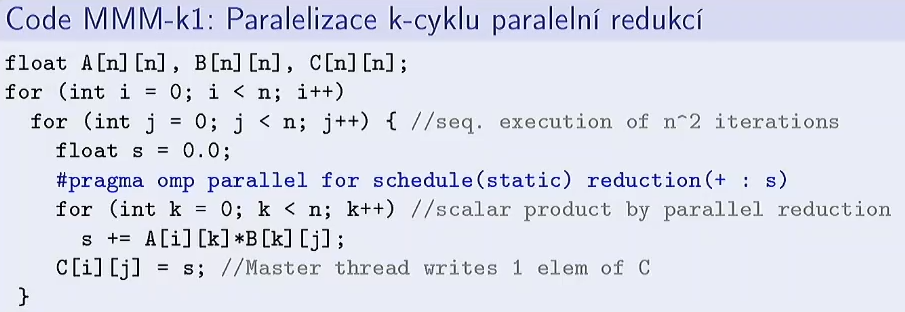 Code MMM-k1: Paralelizace k-cyklu paralelní redukcí
float A[n][n], B[n][n], C[n][n];
for (int i = 0; i < n; i++)
for (int j = 0; j < n; j++) { //seq. execution of n^2 iterations
float s = 0.0;
#pragma omp parallel for schedule(static) reduction(+ : s)
for (int k = 0; k < n; k++) //scalar product by parallel reduction
s += A[i][k]*B[k][j];
C[i][j] = s; //Master thread writes 1 elem of C
}